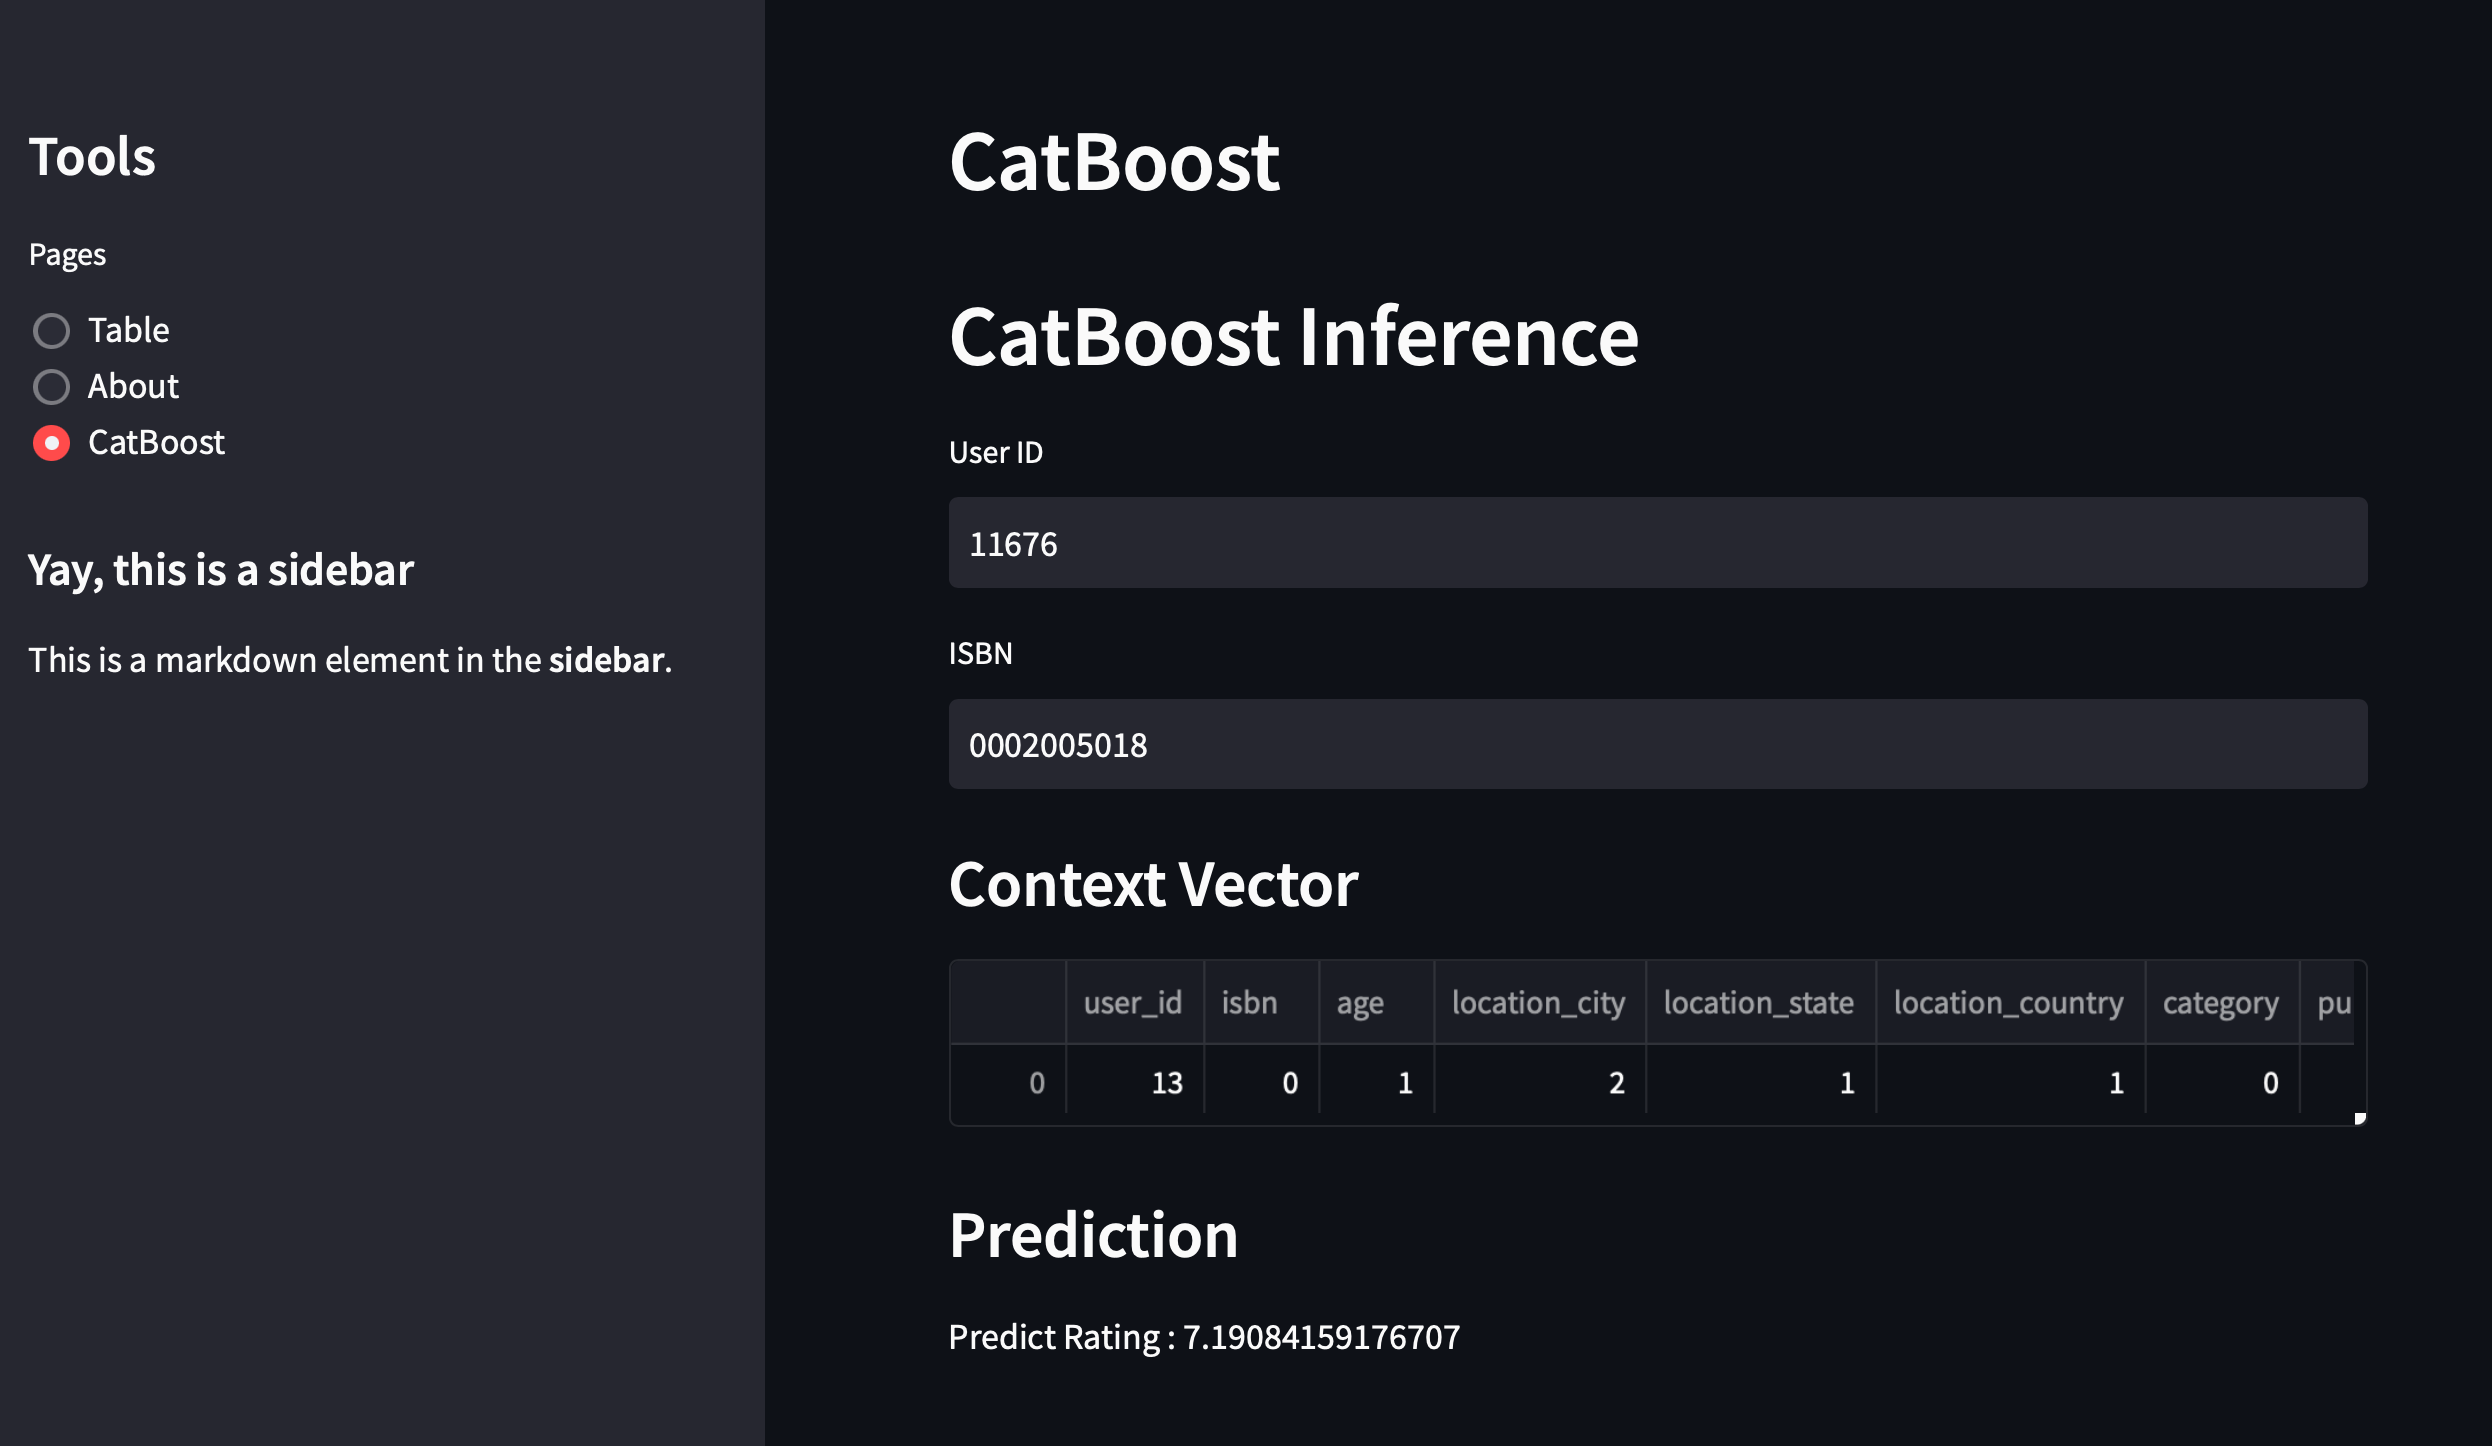 Tools
Pages
Table
About
CatBoost
Yay, this is a sidebar
This is a markdown element in the sidebar.
CatBoost
CatBoost Inference
User ID
11676
ISBN
0002005018
Context Vector
user_id isbn age location_city location_state location_country category pu
0 13 0 1 2 1 1 0
Prediction
Predict Rating : 7.19084159176707